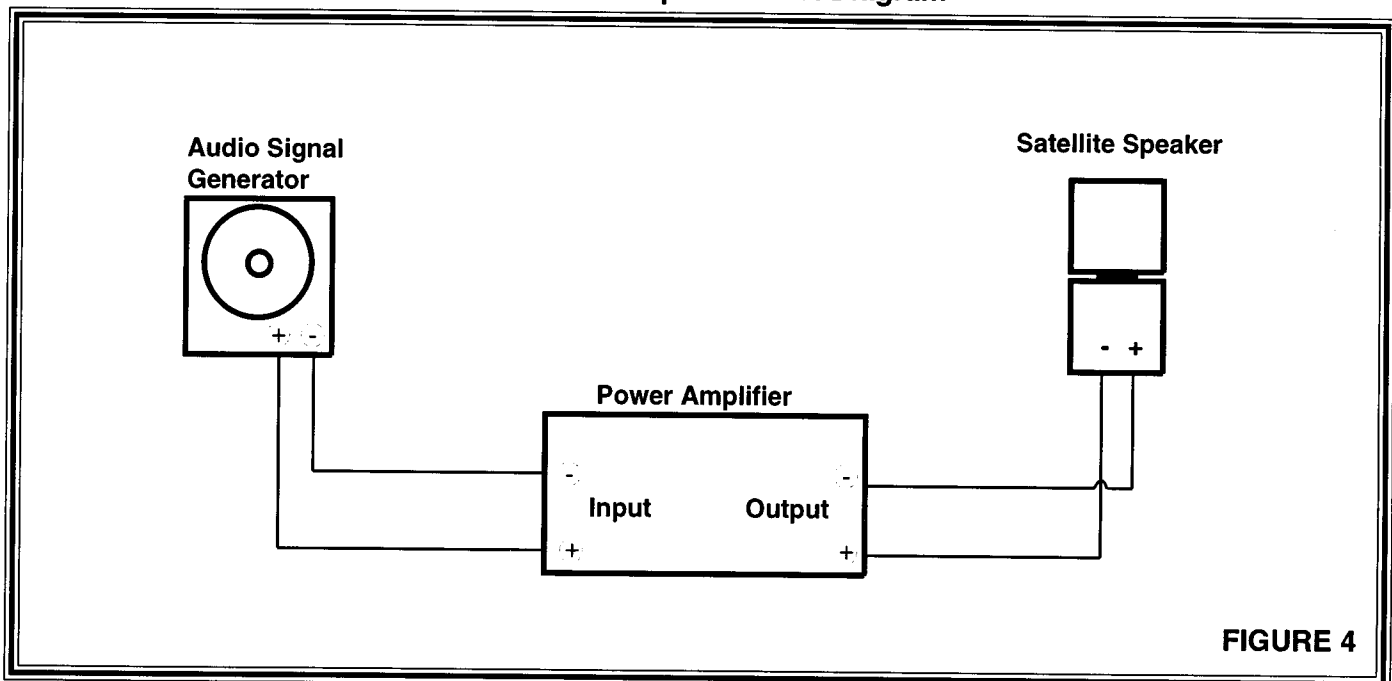 Audio Signal
Generator
+ -
Satellite Speaker
- +
Power Amplifier
- -
Input Output
+ +
FIGURE 4